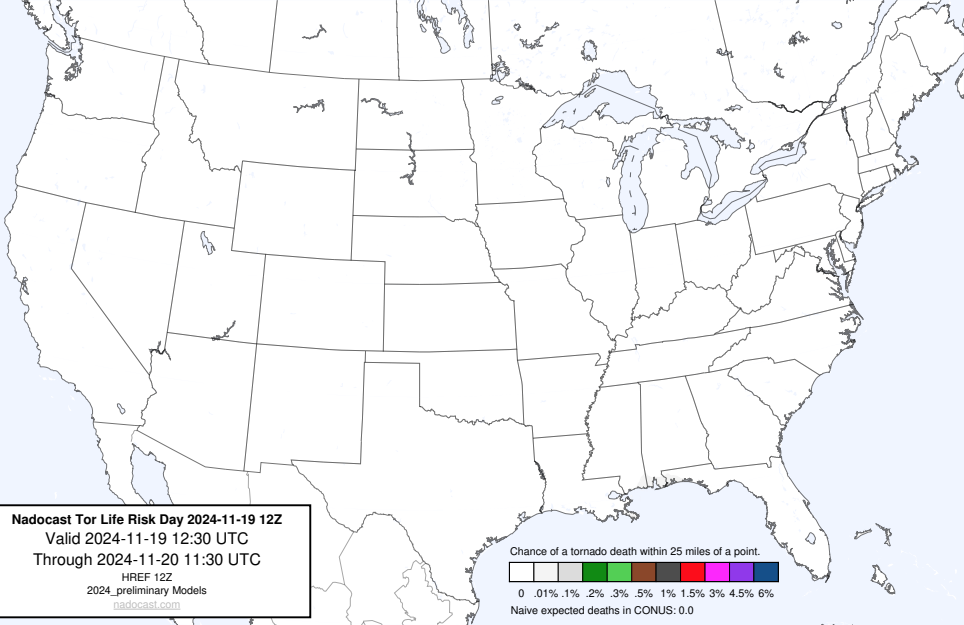 Nadocast Tor Life Risk Day 2024-11-19 12Z
Valid 2024-11-19 12:30 UTC
Through 2024-11-20 11:30 UTC
HREF 12Z
2024_preliminary Models
nadocast.com
Chance of a tornado death within 25 miles of a point.
0 .01% .1% .2% .3% .5% 1% 1.5% 3% 4.5% 6%
Naive expected deaths in CONUS: 0.0